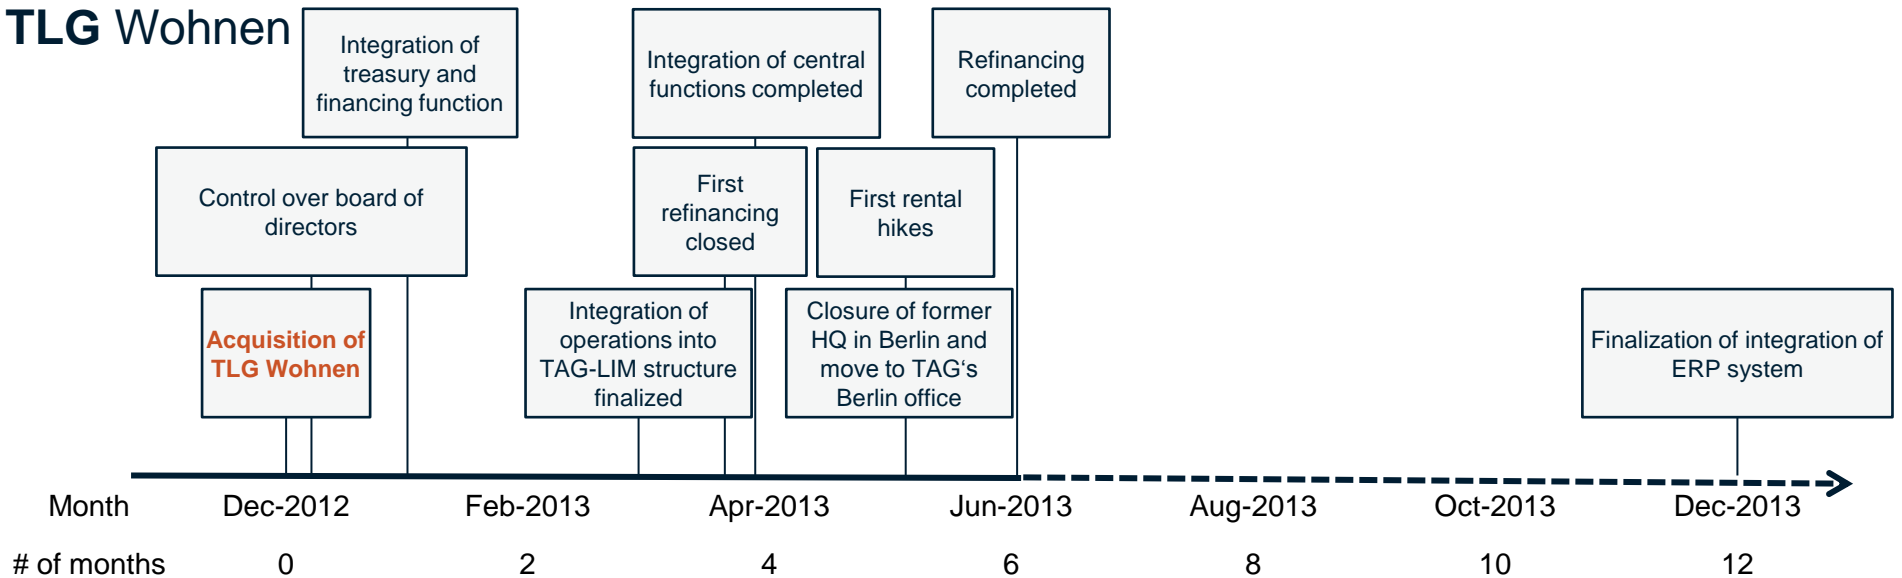 TLG Wohnen
Integration of
treasury and
financing function
Integration of central
functions completed
Refinancing
completed
Control over board of
directors
First
refinancing
closed
First rental
hikes
Acquisition of
TLG Wohnen
Integration of
operations into
TAG-LIM structure
finalized
Closure of former
HQ in Berlin and
move to TAG‘s
Berlin office
Finalization of integration of
ERP system
Month Dec-2012 Feb-2013 Apr-2013 Jun-2013 Aug-2013 Oct-2013 Dec-2013
# of months 0 2 4 6 8 10 12